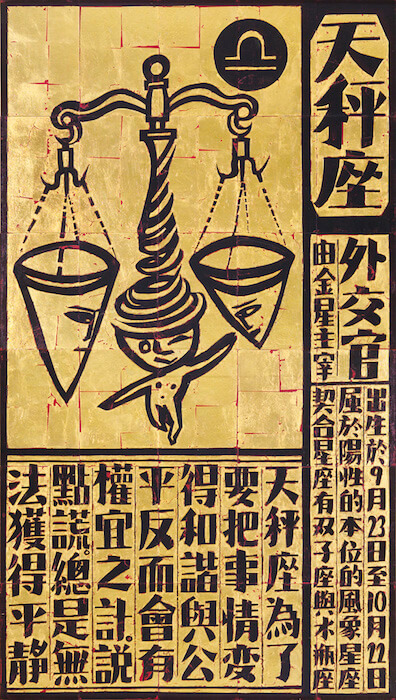 天秤座
外交官
由金星主宰
出生於9月23日至10月22日
屬於陽性的本位的風象星座
契合星座有双子座與水瓶座
天秤座為了
要把事情変
得和諧與公
平反而會有
權宜之計。説
點謊。總是無
法獲得平靜